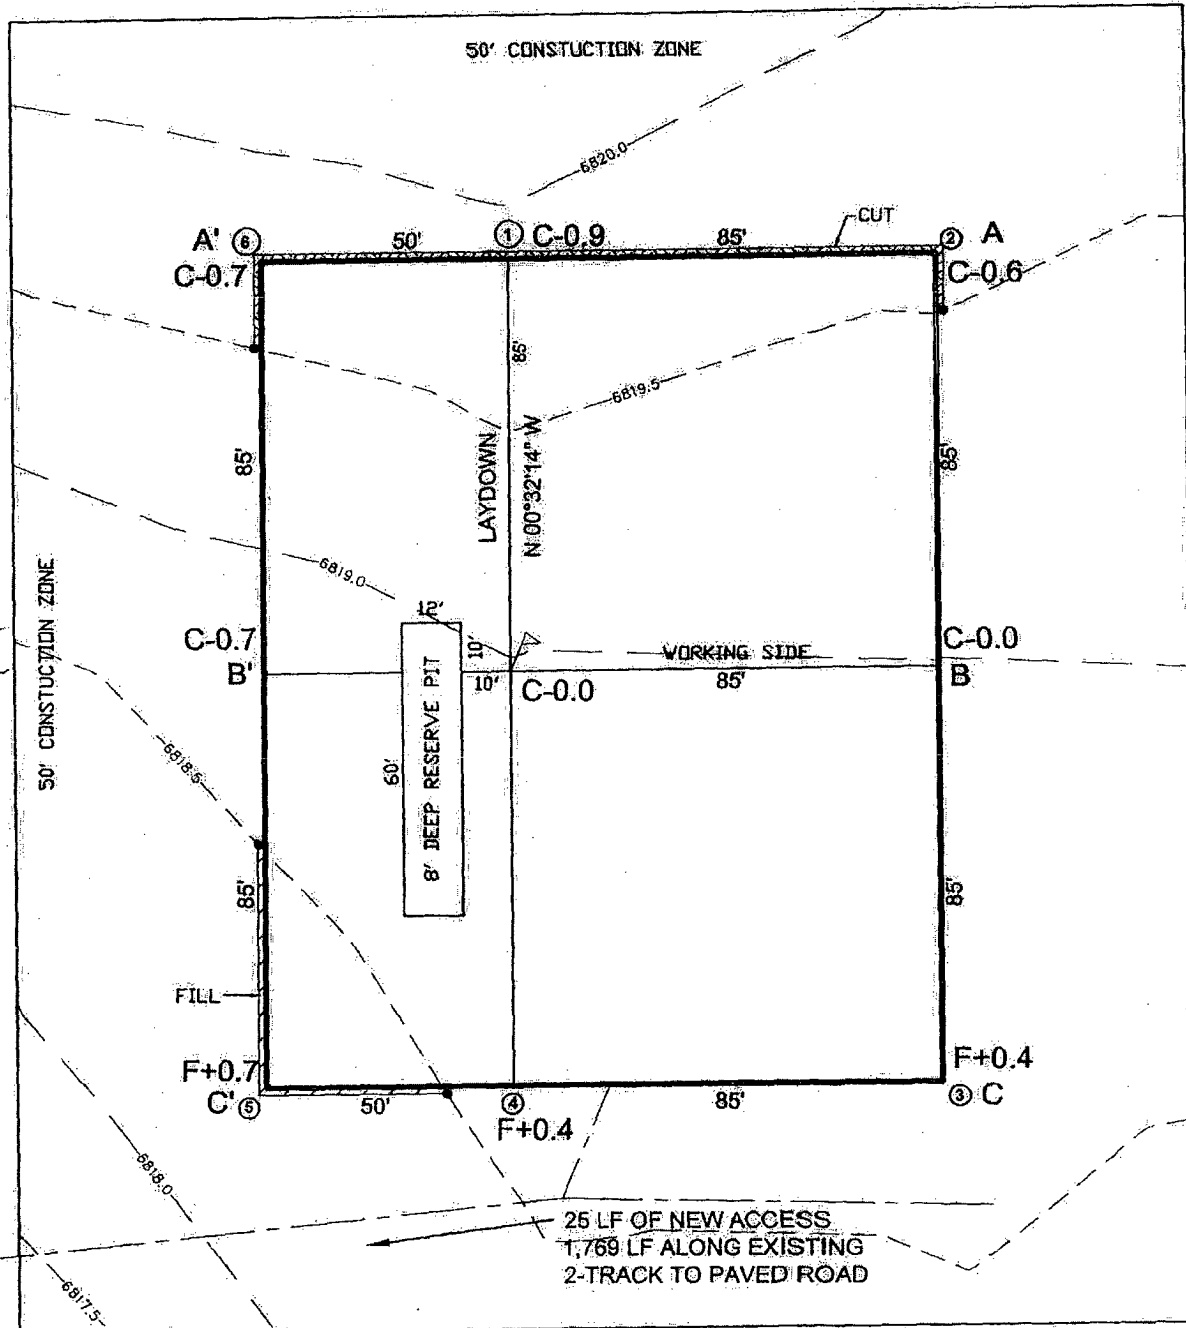 50' CONSTUCTION ZONE
6820.0
CUT
A' 6 50' 1 C-0.9 85' 2 A
C-0.7 C-0.6
85'
6819.5
LAYDOWN
N 00°32'14" W
85' 85'
50' CONSTUCTION ZONE
6819.0
12'
C-0.7 10' WORKING SIDE C-0.0
B' 10' C-0.0 85' B
8' DEEP RESERVE PIT
60'
6818.5
85' 85'
FILL
F+0.7 F+0.4
C' 5 50' 4 85' 3 C
F+0.4
6818.0
25 LF OF NEW ACCESS
1,769 LF ALONG EXISTING
2-TRACK TO PAVED ROAD
6817.5